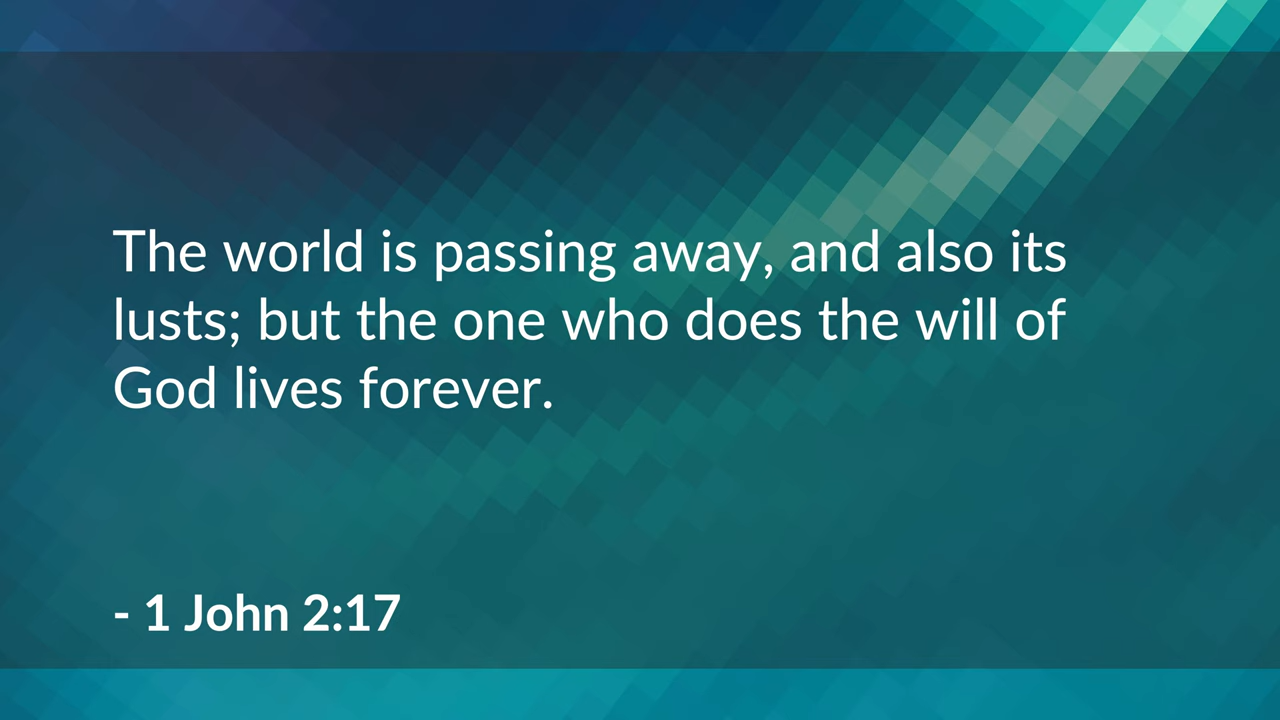 The world is passing away, and also its
lusts; but the one who does the will of
God lives forever.
- 1 John 2:17